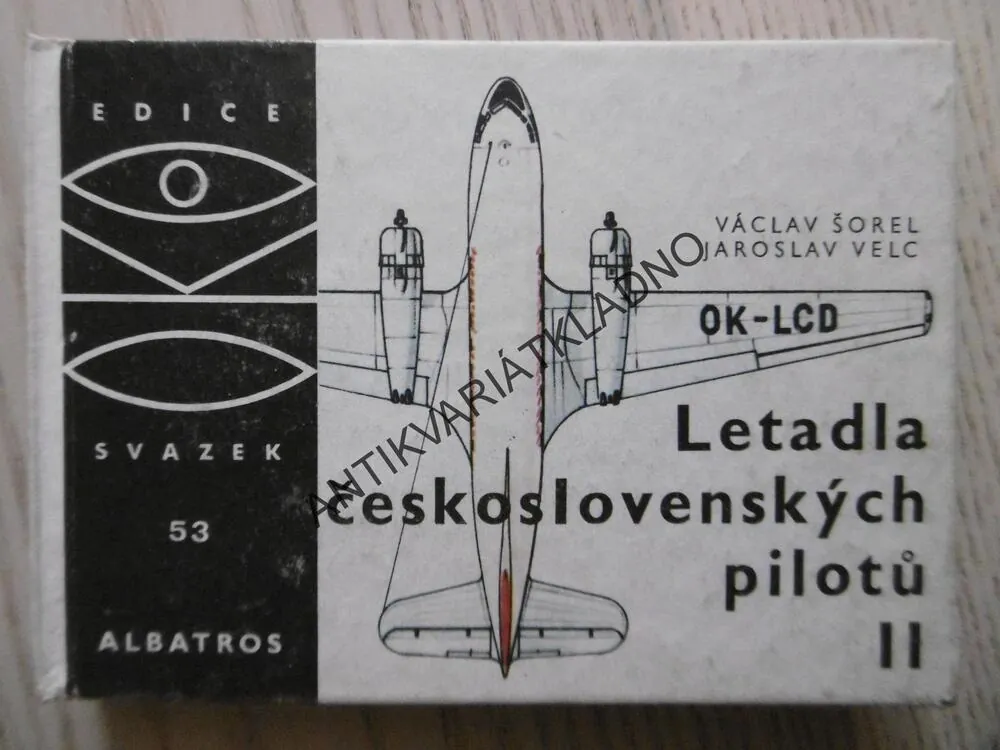 EDICE
SVAZEK
53
ALBATROS
VÁCLAV ŠOREL
JAROSLAV VELC
OK-LCD
Letadla
československých
pilotů
II
ANTIKVARIÁTKLADNO